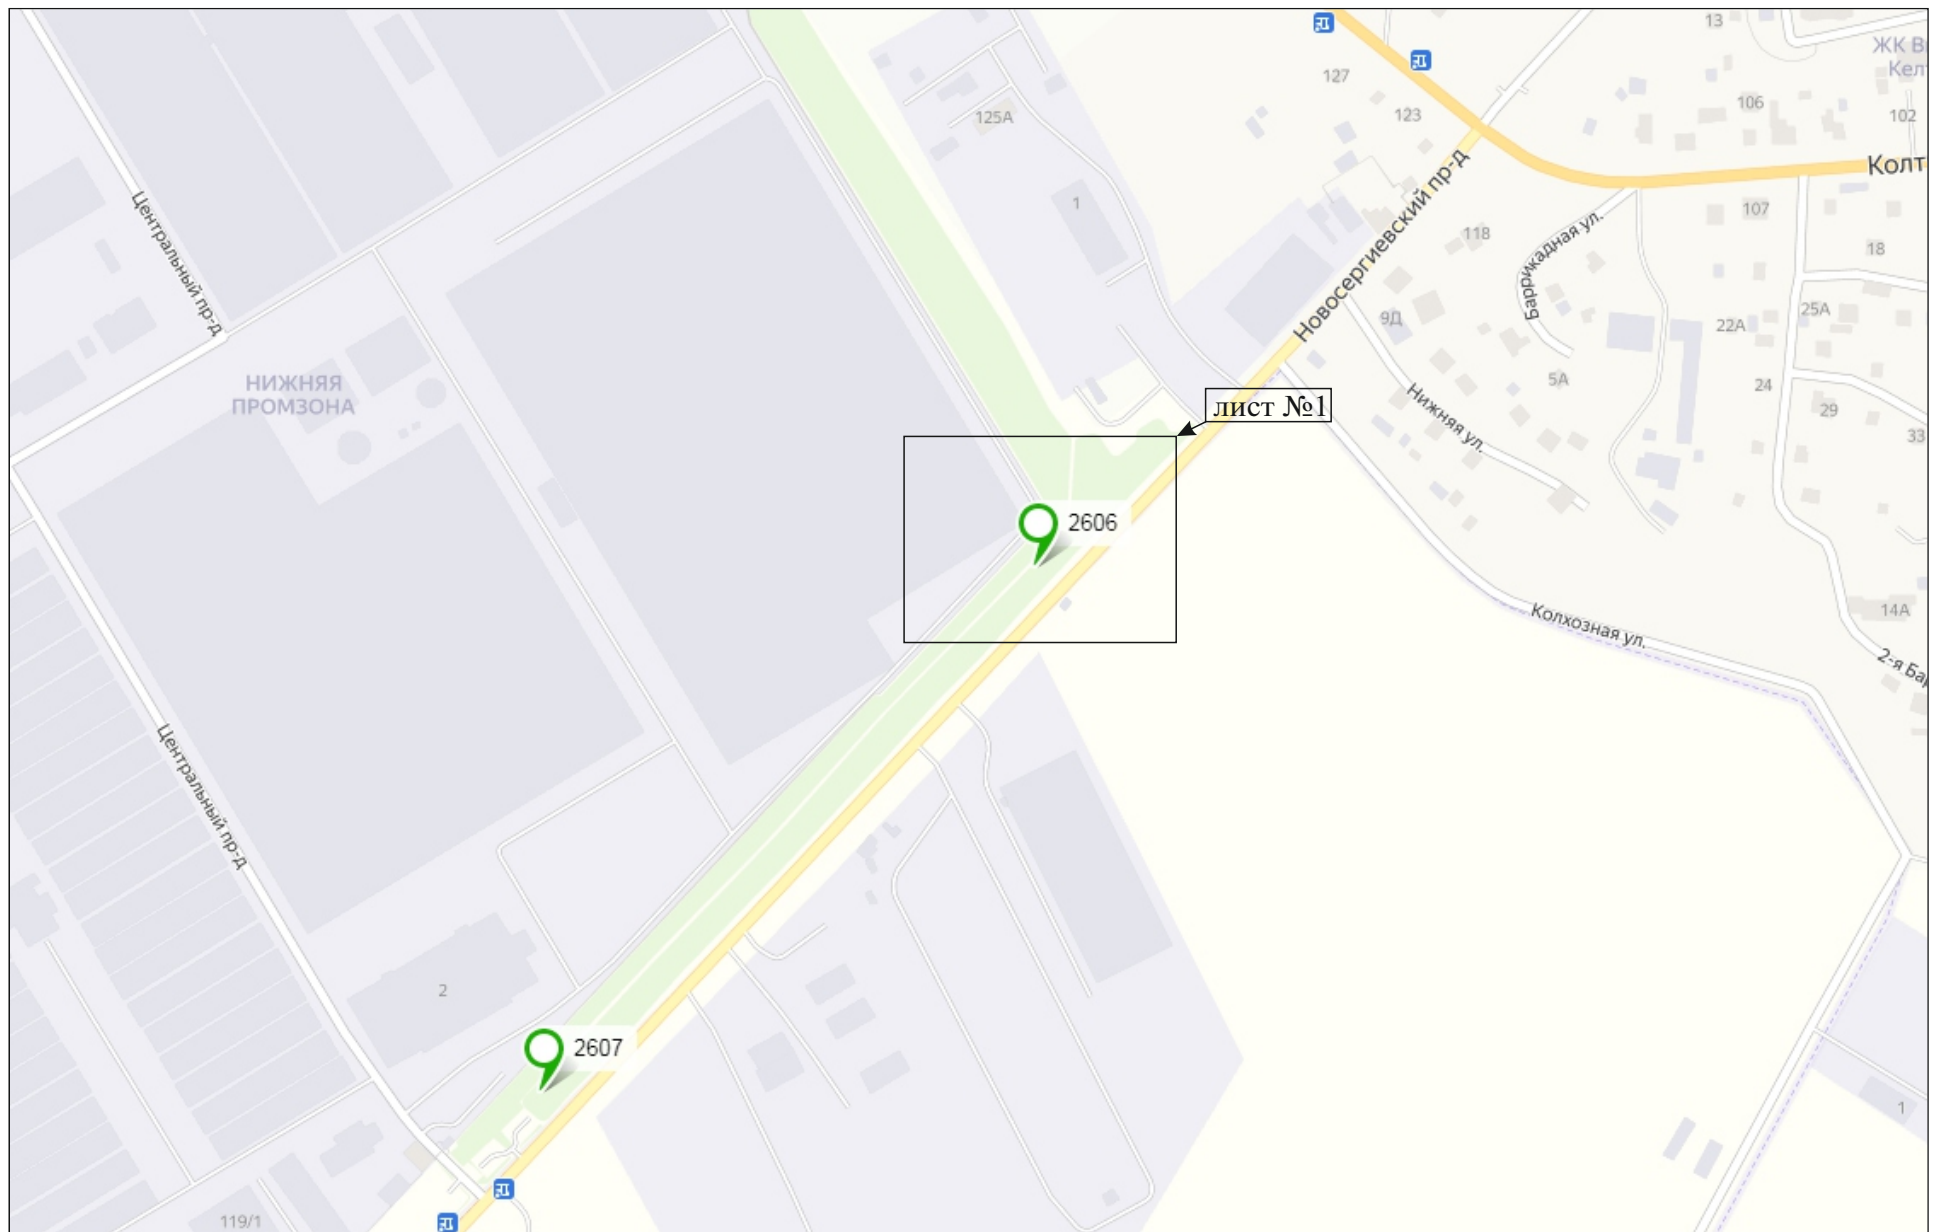 13
ЖК В
Кел
127
123
106
102
125А
Колт
Центральный пр-д
1
107
Новосергиевский пр-д
118
Баррикадная ул.
18
9Д
22А
25А
НИЖНЯЯ
ПРОМЗОНА
5А
24
лист №1
Нижняя ул.
29
33
2606
Колхозная ул.
14А
2-я Бар
Центральный пр-д
2
2607
1
119/1